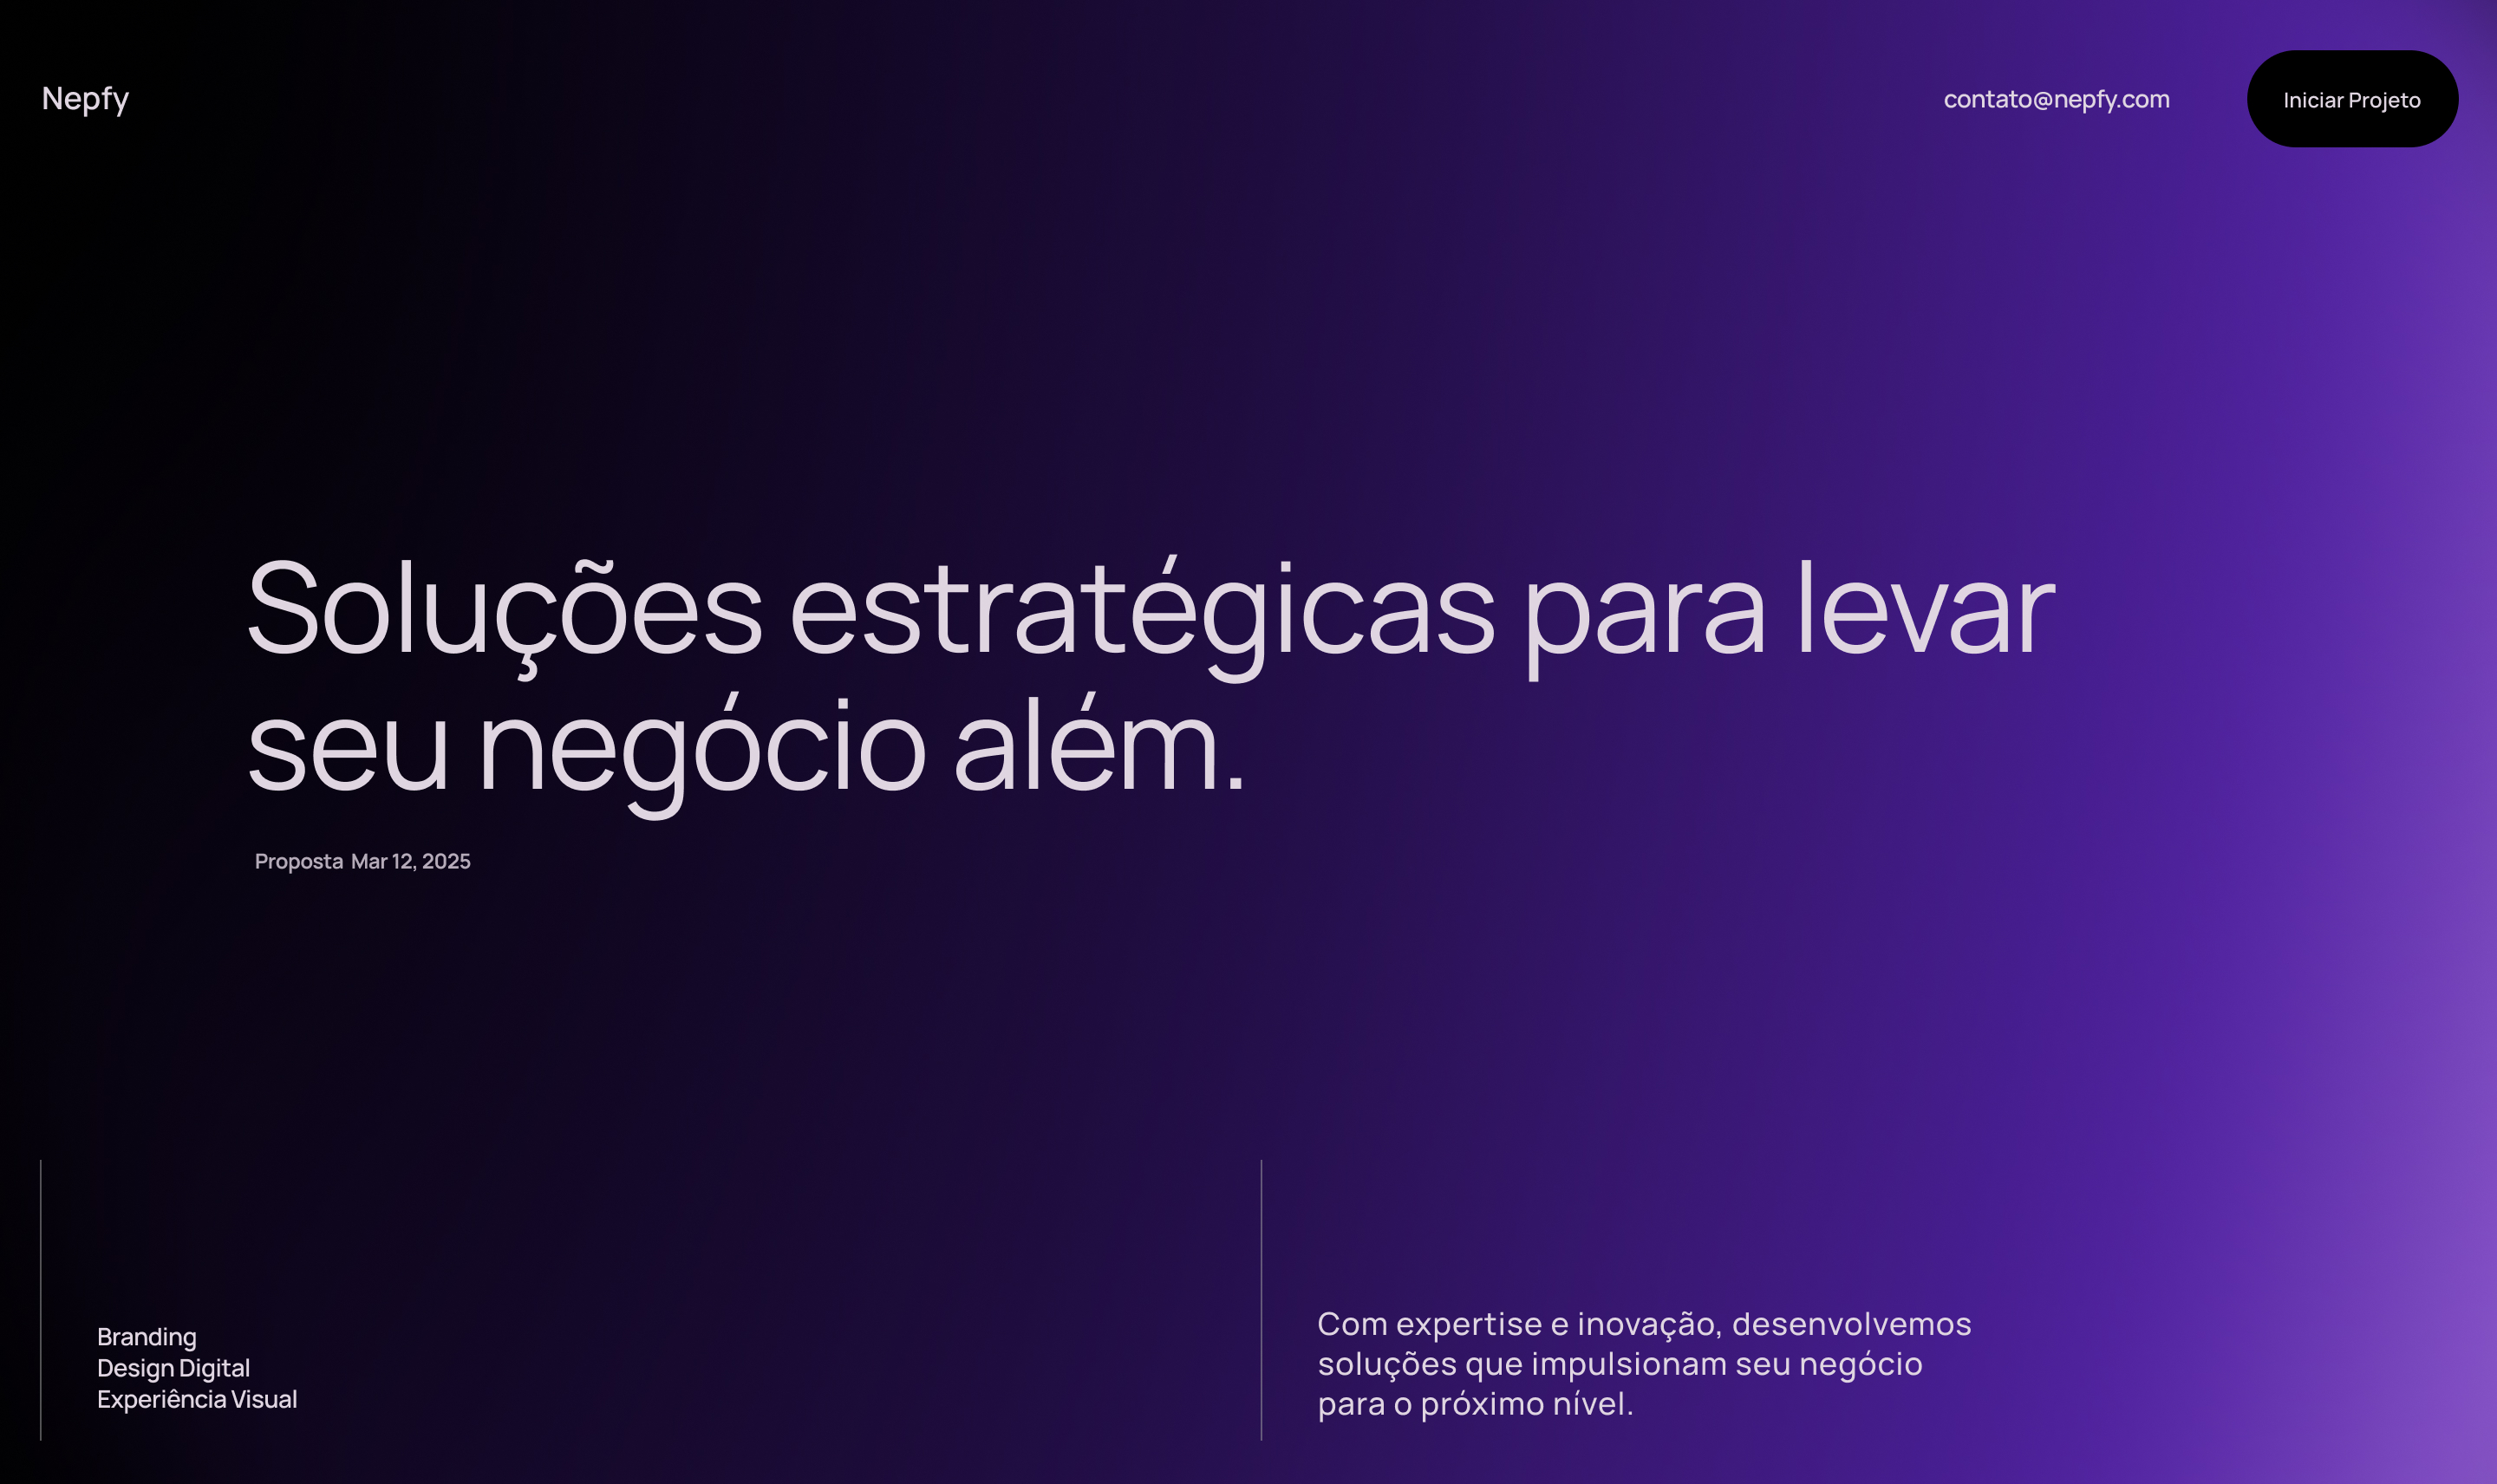 Nepfy
contato@nepfy.com
Iniciar Projeto
Soluções estratégicas para levar
seu negócio além.
Proposta Mar 12, 2025
Branding
Design Digital
Experiência Visual
Com expertise e inovação, desenvolvemos
soluções que impulsionam seu negócio
para o próximo nível.